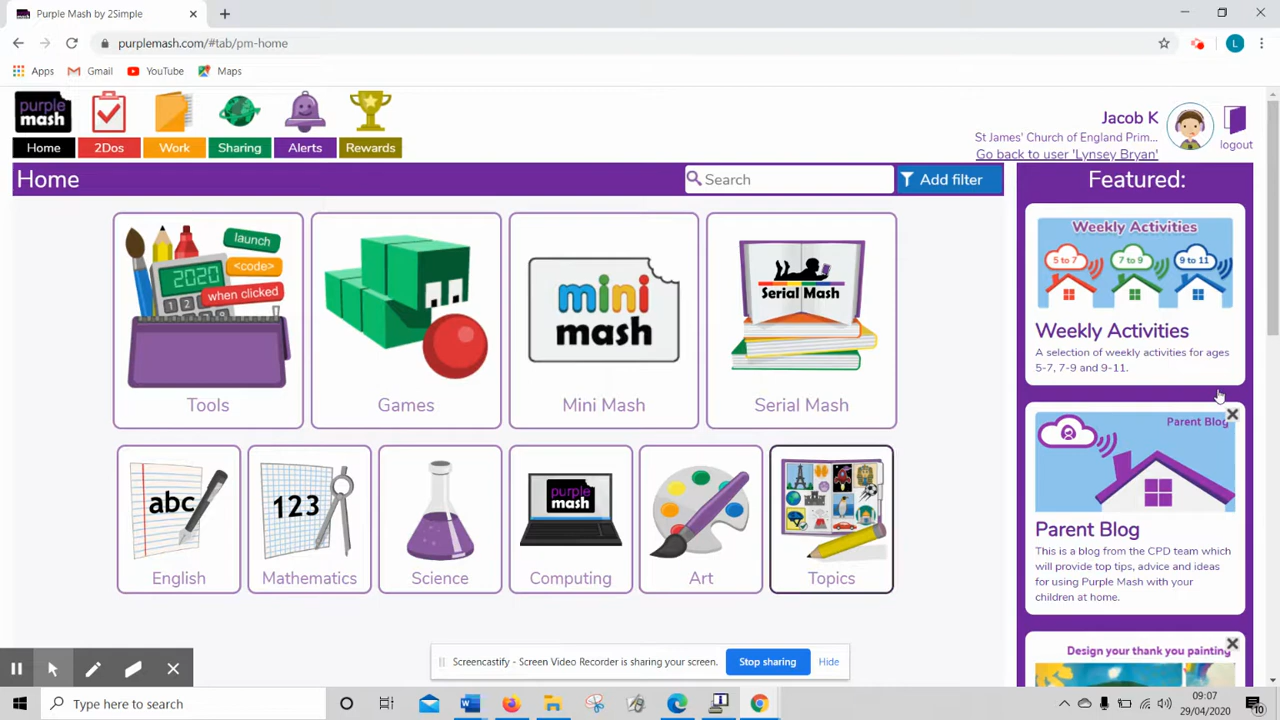 Purple Mash by 2Simple
purplemash.com/#tab/pm-home
Apps
Gmail
YouTube
Maps
L
purple
mash
Home
2Dos
Work
Sharing
Alerts
Rewards
Jacob K
St James' Church of England Prim...
Go back to user 'Lynsey Bryan'
logout
Home
Search
Add filter
Featured:
launch
<code>
2020
when clicked
Tools
Games
mini
mash
Mini Mash
Serial Mash
Serial Mash
Weekly Activities
5 to 7
7 to 9
9 to 11
Weekly Activities
A selection of weekly activities for ages
5-7, 7-9 and 9-11.
abc
English
123
Mathematics
Science
purple
mash
Computing
Art
Topics
Parent Blog
Parent Blog
This is a blog from the CPD team which
will provide top tips, advice and ideas
for using Purple Mash with your
children at home.
Design your thank you painting
Screencastify - Screen Video Recorder is sharing your screen.
Stop sharing
Hide
Type here to search
09:07
29/04/2020
10